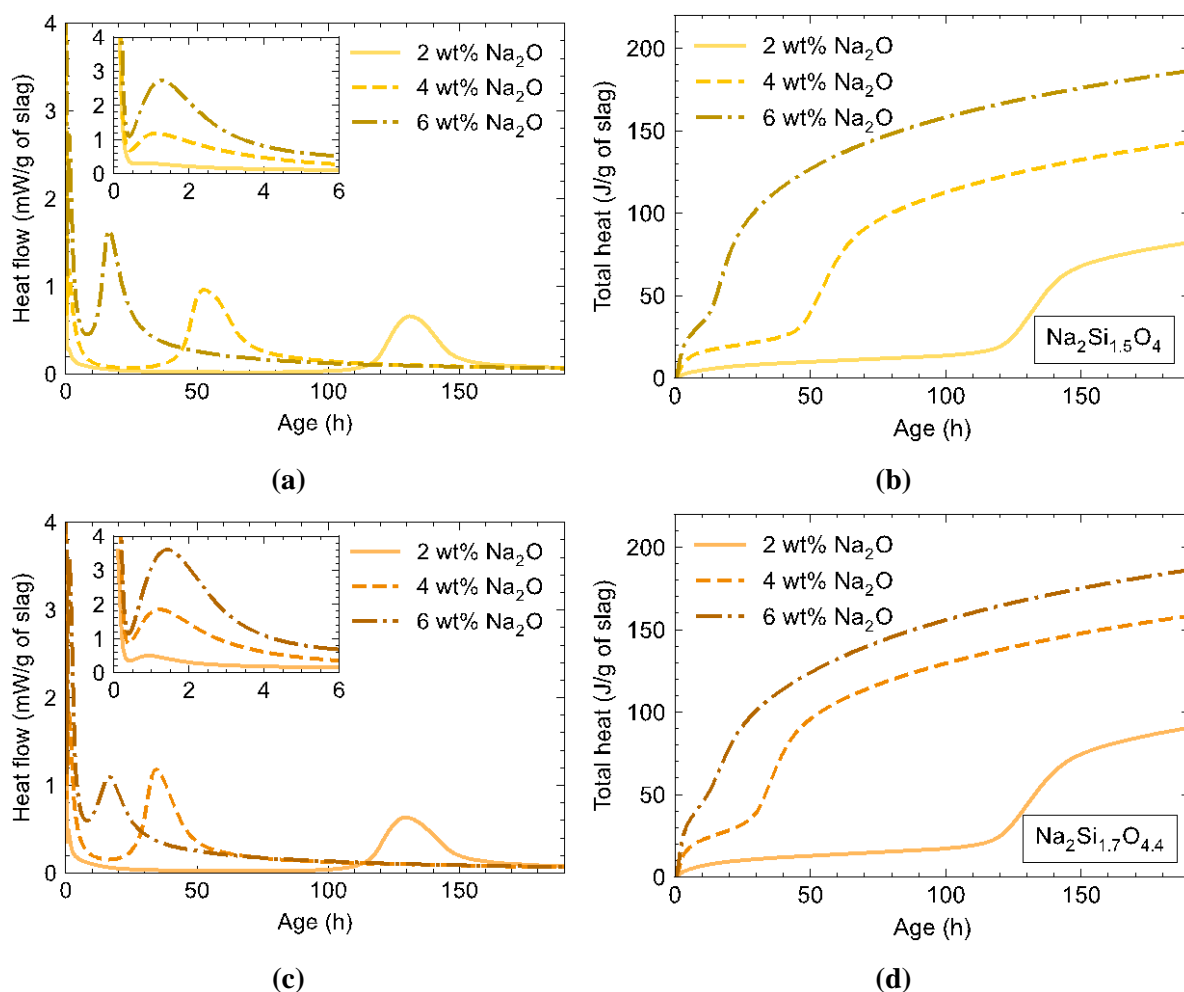 Heat flow (mW/g of slag)
4
3
2
1
0
0 50 100 150
Age (h)
4
3
2
1
0
0 2 4 6
2 wt% Na₂O
4 wt% Na₂O
6 wt% Na₂O
(a)
Total heat (J/g of slag)
200
150
100
50
0
0 50 100 150
Age (h)
2 wt% Na₂O
4 wt% Na₂O
6 wt% Na₂O
Na₂Si₁.₅O₄
(b)
Heat flow (mW/g of slag)
4
3
2
1
0
0 50 100 150
Age (h)
4
3
2
1
0
0 2 4 6
2 wt% Na₂O
4 wt% Na₂O
6 wt% Na₂O
(c)
Total heat (J/g of slag)
200
150
100
50
0
0 50 100 150
Age (h)
2 wt% Na₂O
4 wt% Na₂O
6 wt% Na₂O
Na₂Si₁.₇O₄.₄
(d)